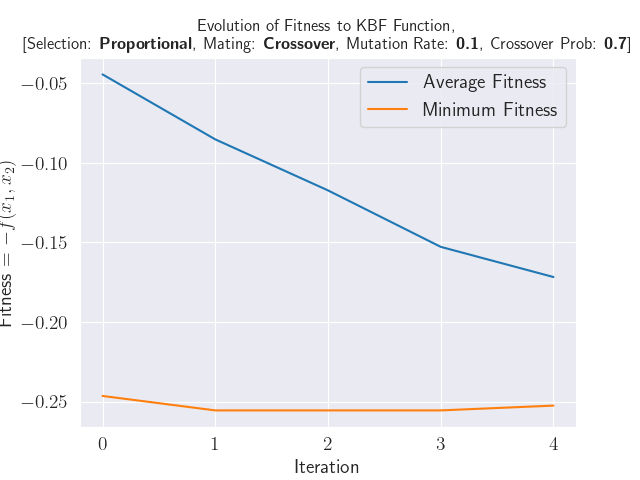 Evolution of Fitness to KBF Function,
[Selection: Proportional, Mating: Crossover, Mutation Rate: 0.1, Crossover Prob: 0.7]
Average Fitness
Minimum Fitness
−0.05
−0.10
−0.15
−0.20
−0.25
Fitness = −f(x₁, x₂)
0 1 2 3 4
Iteration